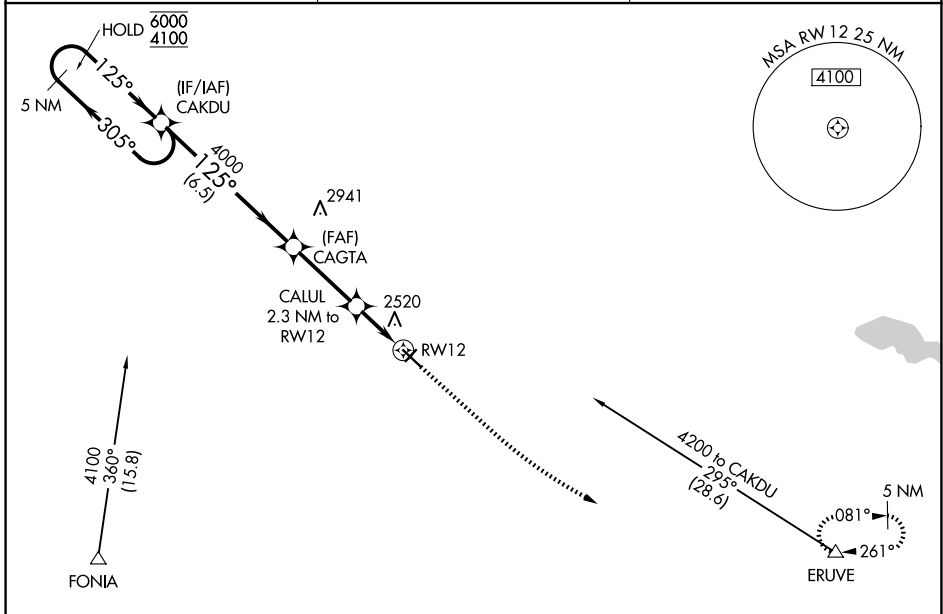 HOLD 6000
4100
125°
(IF/IAF)
CAKDU
5 NM
305°
4000
125°
(6.5)
2941
(FAF)
CAGTA
CALUL
2.3 NM to
RW12
2520
RW12
MSA RW 12 25 NM
4100
4100
360°
(15.8)
FONIA
4200 to CAKDU
295°
(28.6)
5 NM
081°
261°
ERUVE